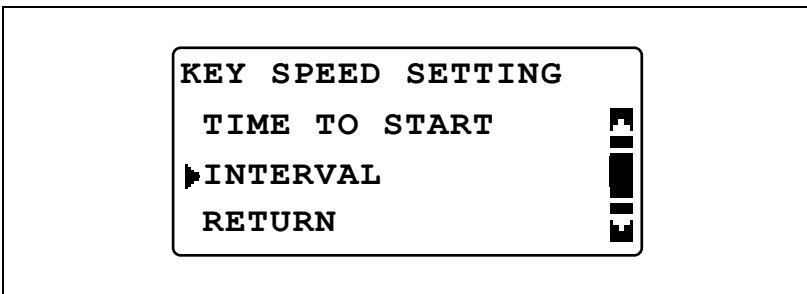 KEY SPEED SETTING
TIME TO START
INTERVAL
RETURN